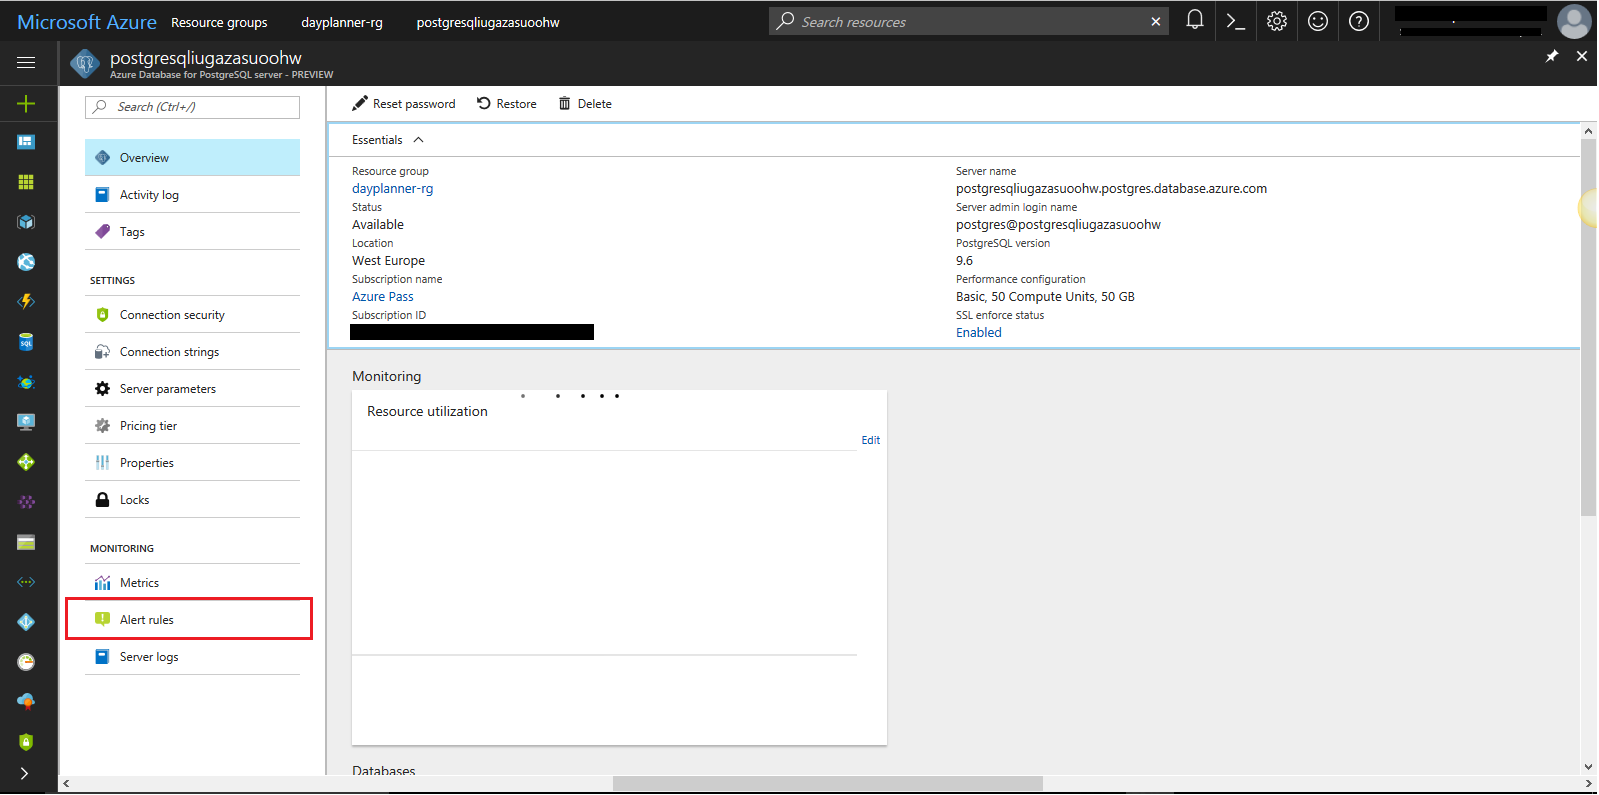 Microsoft Azure Resource groups dayplanner-rg postgresqliugazasuoohw Search resources
postgresqliugazasuoohw
Azure Database for PostgreSQL server - PREVIEW
Search (Ctrl+/)
Overview
Activity log
Tags
SETTINGS
Connection security
Connection strings
Server parameters
Pricing tier
Properties
Locks
MONITORING
Metrics
Alert rules
Server logs
Reset password Restore Delete
Essentials
Resource group
dayplanner-rg
Status
Available
Location
West Europe
Subscription name
Azure Pass
Subscription ID
Server name
postgresqliugazasuoohw.postgres.database.azure.com
Server admin login name
postgres@postgresqliugazasuoohw
PostgreSQL version
9.6
Performance configuration
Basic, 50 Compute Units, 50 GB
SSL enforce status
Enabled
Monitoring
Resource utilization
Edit
Databases